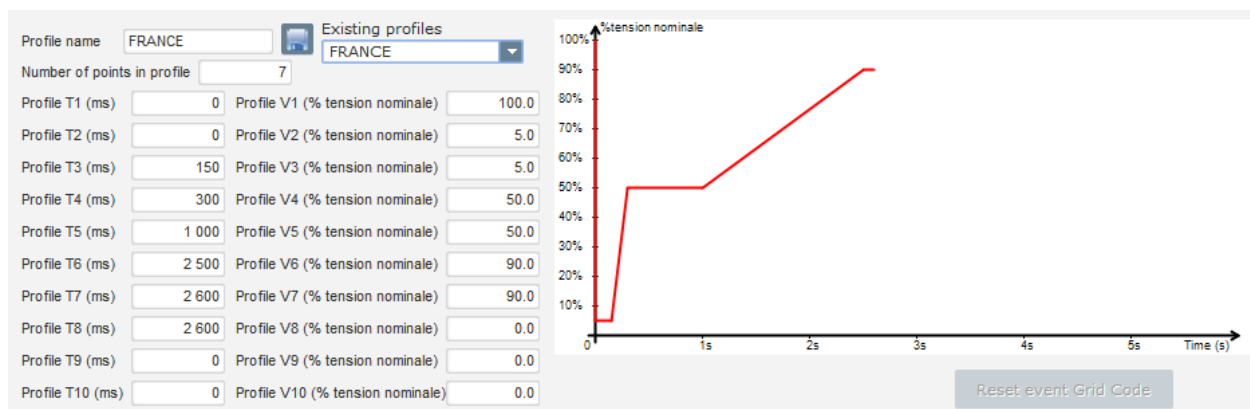 Profile name FRANCE Existing profiles
FRANCE
Number of points in profile 7
Profile T1 (ms) 0 Profile V1 (% tension nominale) 100.0
Profile T2 (ms) 0 Profile V2 (% tension nominale) 5.0
Profile T3 (ms) 150 Profile V3 (% tension nominale) 5.0
Profile T4 (ms) 300 Profile V4 (% tension nominale) 50.0
Profile T5 (ms) 1 000 Profile V5 (% tension nominale) 50.0
Profile T6 (ms) 2 500 Profile V6 (% tension nominale) 90.0
Profile T7 (ms) 2 600 Profile V7 (% tension nominale) 90.0
Profile T8 (ms) 2 600 Profile V8 (% tension nominale) 0.0
Profile T9 (ms) 0 Profile V9 (% tension nominale) 0.0
Profile T10 (ms) 0 Profile V10 (% tension nominale) 0.0
%tension nominale
100%
90%
80%
70%
60%
50%
40%
30%
20%
10%
0 1s 2s 3s 4s 5s Time (s)
Reset event Grid Code